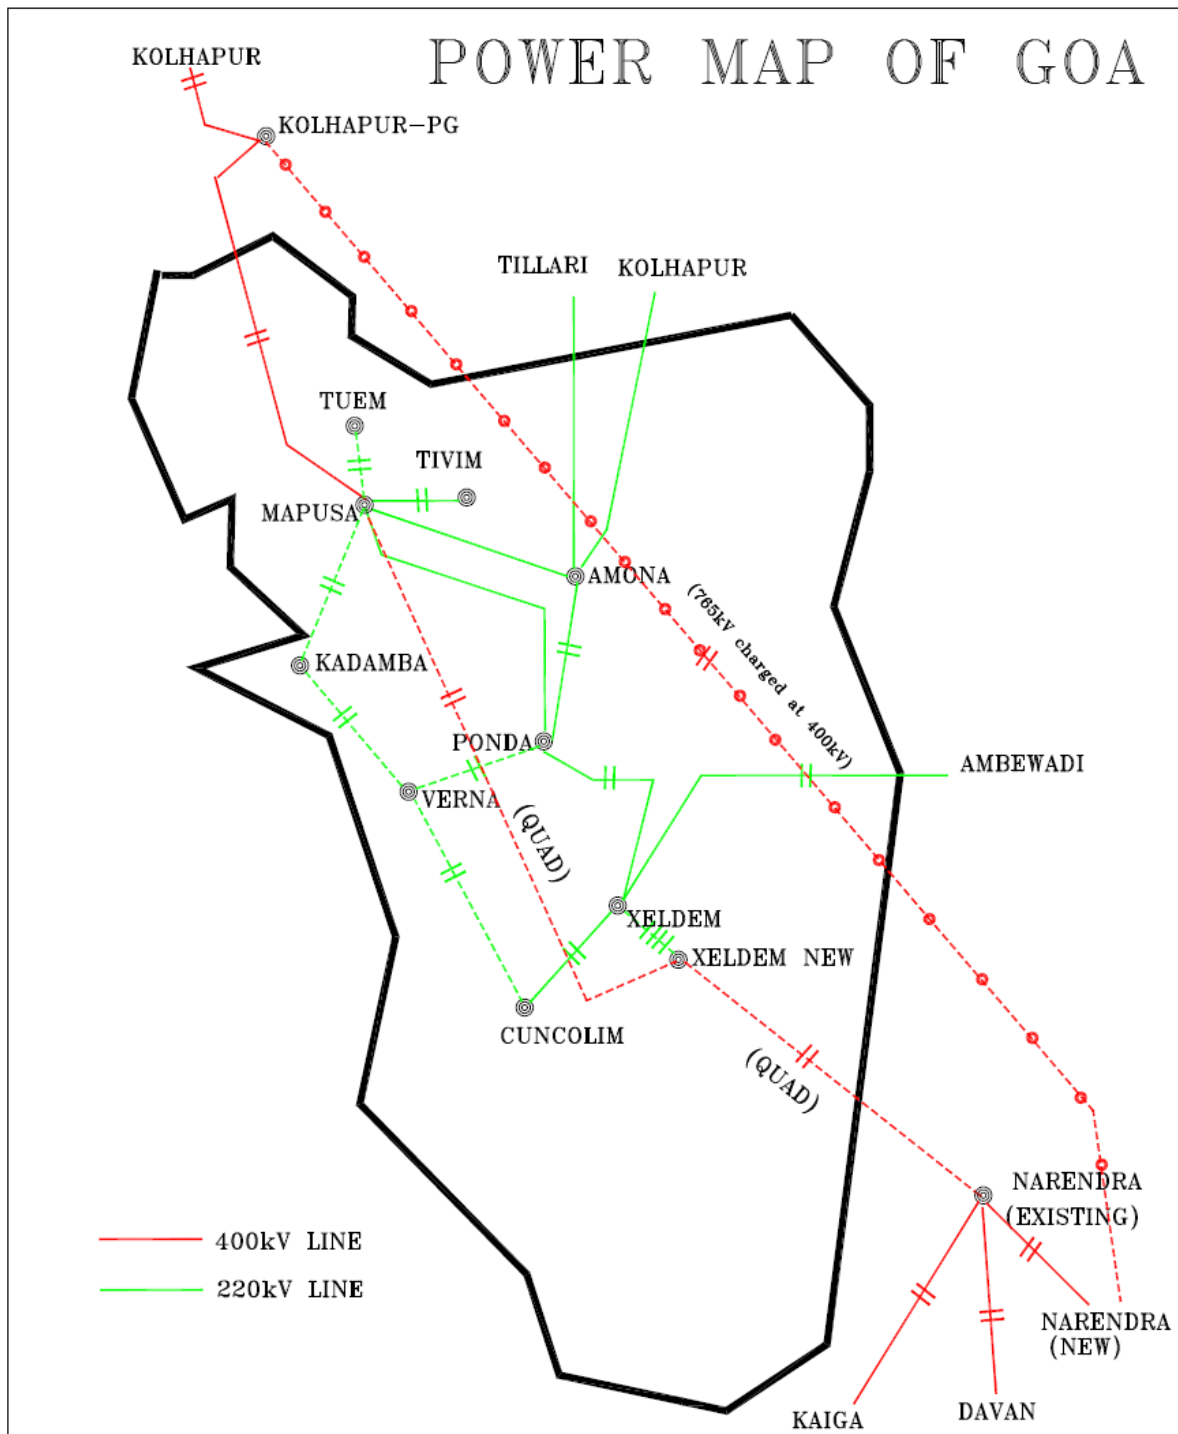 POWER MAP OF GOA
KOLHAPUR
KOLHAPUR-PG
TILLARI
KOLHAPUR
TUEM
TIVIM
MAPUSA
AMONA
(765kV charged at 400kV)
KADAMBA
PONDA
AMBEWADI
VERNA
(QUAD)
XELDEM
XELDEM NEW
CUNCOLIM
(QUAD)
NARENDRA
(EXISTING)
400kV LINE
220kV LINE
NARENDRA
(NEW)
DAVAN
KAIGA